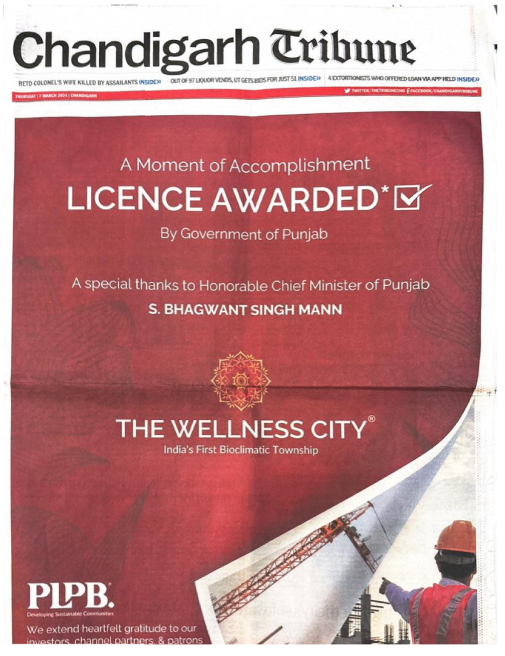 Chandigarh Tribune
RETD COLONEL'S WIFE KILLED BY ASSAILANTS INSIDE» OUT OF 97 LIQUOR VENDS, UT GETS BIDS FOR JUST 51 INSIDE» 4 EXTORTIONISTS WHO OFFERED LOAN VIA APP HELD INSIDE»
THURSDAY | 7 MARCH 2024 | CHANDIGARH TWITTER/THETRIBUNECHD FACEBOOK/CHANDIGARHTRIBUNE
A Moment of Accomplishment
LICENCE AWARDED*
By Government of Punjab
A special thanks to Honorable Chief Minister of Punjab
S. BHAGWANT SINGH MANN
THE WELLNESS CITY®
India's First Bioclimatic Township
PLPB
Developing Sustainable Communities
We extend heartfelt gratitude to our
investors, channel partners, & patrons